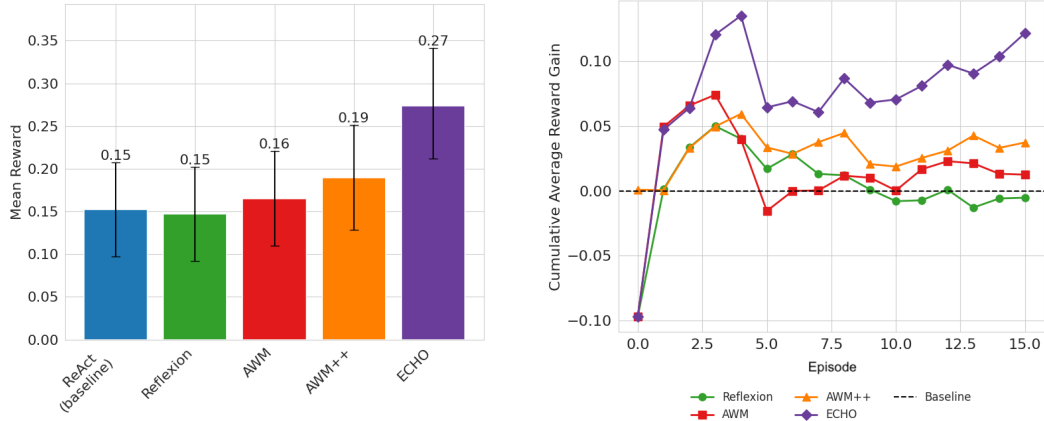 0.35
0.30
0.25
0.20
0.15
0.10
0.05
0.00
Mean Reward
0.15
0.15
0.16
0.19
0.27
ReAct
(baseline)
Reflexion
AWM
AWM++
ECHO
0.10
0.05
0.00
−0.05
−0.10
Cumulative Average Reward Gain
0.0 2.5 5.0 7.5 10.0 12.5 15.0
Episode
Reflexion AWM++ Baseline
AWM ECHO